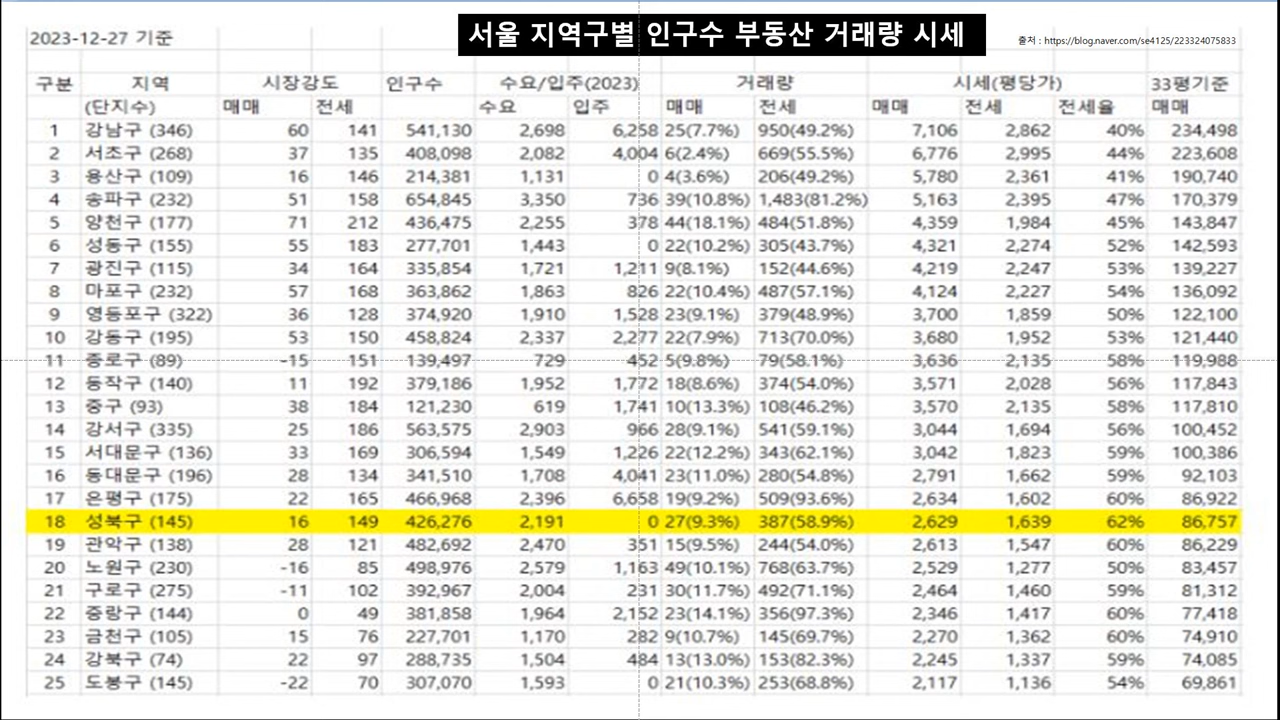 서울 지역구별 인구수 부동산 거래량 시세
출처 : https://blog.naver.com/se4125/223324075833
2023-12-27 기준
구분 지역 시장강도 인구수 수요/입주(2023) 거래량 시세(평당가) 33평기준
(단지수) 매매 전세 수요 입주 매매 전세 매매 전세 전세율 매매
1 강남구 (346) 60 141 541,130 2,698 6,258 25(7.7%) 950(49.2%) 7,106 2,862 40% 234,498
2 서초구 (268) 37 135 408,098 2,082 4,004 6(2.4%) 669(55.5%) 6,776 2,995 44% 223,608
3 용산구 (109) 16 146 214,381 1,131 0 4(3.6%) 206(49.2%) 5,780 2,361 41% 190,740
4 송파구 (232) 51 158 654,845 3,350 736 39(10.8%) 1,483(81.2%) 5,163 2,395 47% 170,379
5 양천구 (177) 71 212 436,475 2,255 378 44(18.1%) 484(51.8%) 4,359 1,984 45% 143,847
6 성동구 (155) 55 183 277,701 1,443 0 22(10.2%) 305(43.7%) 4,321 2,274 52% 142,593
7 광진구 (115) 34 164 335,854 1,721 1,211 9(8.1%) 152(44.6%) 4,219 2,247 53% 139,227
8 마포구 (232) 57 168 363,862 1,863 826 22(10.4%) 487(57.1%) 4,124 2,227 54% 136,092
9 영등포구 (322) 36 128 374,920 1,910 1,528 23(9.1%) 379(48.9%) 3,700 1,859 50% 122,100
10 강동구 (195) 53 150 458,824 2,337 2,277 22(7.9%) 713(70.0%) 3,680 1,952 53% 121,440
11 종로구 (89) -15 151 139,497 729 452 5(9.8%) 79(58.1%) 3,636 2,135 58% 119,988
12 동작구 (140) 11 192 379,186 1,952 1,772 18(8.6%) 374(54.0%) 3,571 2,028 56% 117,843
13 중구 (93) 38 184 121,230 619 1,741 10(13.3%) 108(46.2%) 3,570 2,135 58% 117,810
14 강서구 (335) 25 186 563,575 2,903 966 28(9.1%) 541(59.1%) 3,044 1,694 56% 100,452
15 서대문구 (136) 33 169 306,594 1,549 1,226 22(12.2%) 343(62.1%) 3,042 1,823 59% 100,386
16 동대문구 (196) 28 134 341,510 1,708 4,041 23(11.0%) 280(54.8%) 2,791 1,662 59% 92,103
17 은평구 (175) 22 165 466,968 2,396 6,658 19(9.2%) 509(93.6%) 2,634 1,602 60% 86,922
18 성북구 (145) 16 149 426,276 2,191 0 27(9.3%) 387(58.9%) 2,629 1,639 62% 86,757
19 관악구 (138) 28 121 482,692 2,470 351 15(9.5%) 244(54.0%) 2,613 1,547 60% 86,229
20 노원구 (230) -16 85 498,976 2,579 1,163 49(10.1%) 768(63.7%) 2,529 1,277 50% 83,457
21 구로구 (275) -11 102 392,967 2,004 231 30(11.7%) 492(71.1%) 2,464 1,460 59% 81,312
22 중랑구 (144) 0 49 381,858 1,964 2,152 23(14.1%) 356(97.3%) 2,346 1,417 60% 77,418
23 금천구 (105) 15 76 227,701 1,170 282 9(10.7%) 145(69.7%) 2,270 1,362 60% 74,910
24 강북구 (74) 22 97 288,735 1,504 484 13(13.0%) 153(82.3%) 2,245 1,337 59% 74,085
25 도봉구 (145) -22 70 307,070 1,593 0 21(10.3%) 253(68.8%) 2,117 1,136 54% 69,861